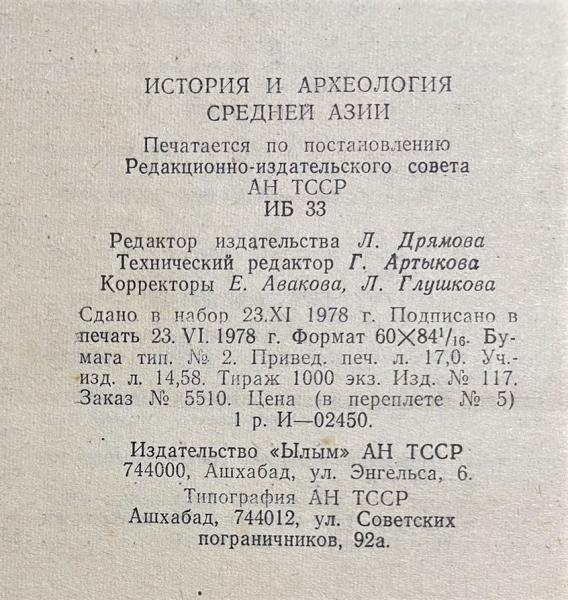 ИСТОРИЯ И АРХЕОЛОГИЯ
СРЕДНЕЙ АЗИИ
Печатается по постановлению
Редакционно-издательского совета
АН ТССР
ИБ 33
Редактор издательства Л. Дрямова
Технический редактор Г. Артыкова
Корректоры Е. Авакова, Л. Глушкова
Сдано в набор 23.XI 1978 г. Подписано в
печать 23. VI. 1978 г. Формат 60×84¹/₁₆. Бу-
мага тип. № 2. Привед. печ. л. 17,0. Уч.-
изд. л. 14,58. Тираж 1000 экз. Изд. № 117.
Заказ № 5510. Цена (в переплете № 5)
1 р. И—02450.
Издательство «Ылым» АН ТССР
744000, Ашхабад, ул. Энгельса, 6.
Типография АН ТССР
Ашхабад, 744012, ул. Советских
пограничников, 92а.